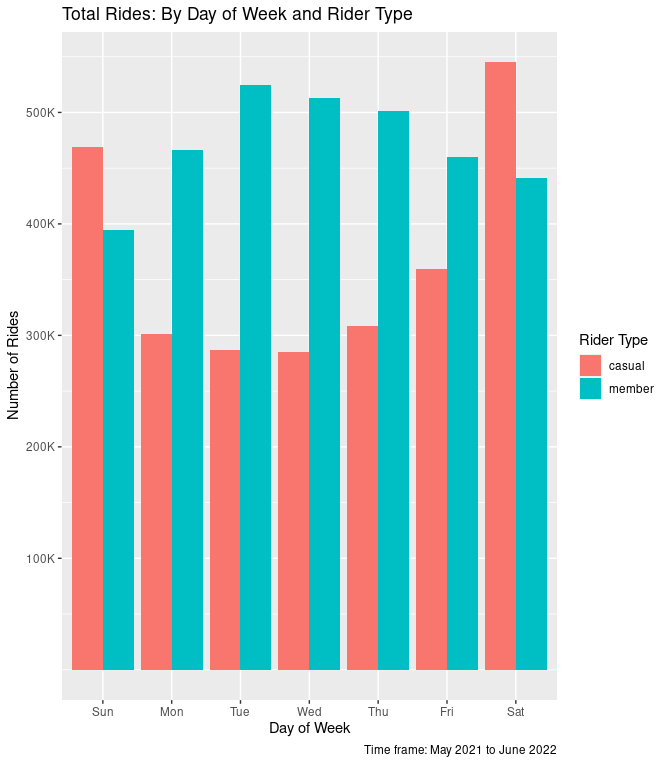 Total Rides: By Day of Week and Rider Type
Number of Rides
500K
400K
300K
200K
100K
Sun Mon Tue Wed Thu Fri Sat
Day of Week
Rider Type
casual
member
Time frame: May 2021 to June 2022